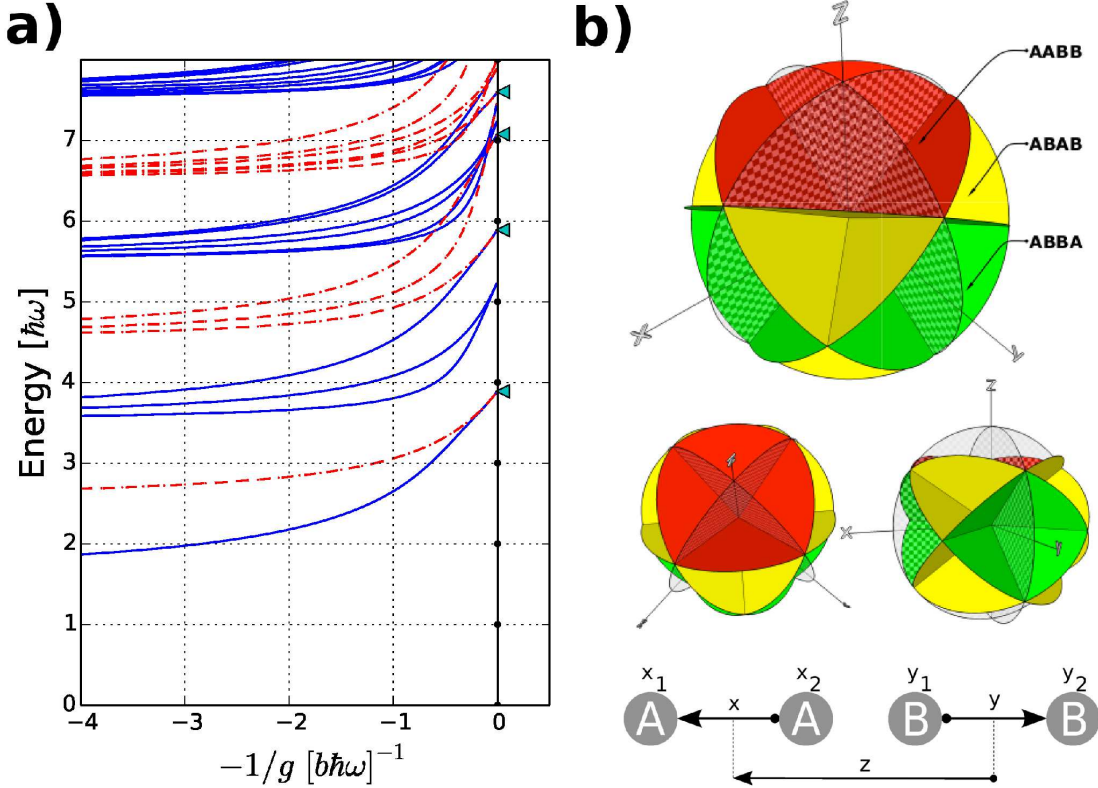 a)
Energy [ħω]
7
6
5
4
3
2
1
0
−4
−3
−2
−1
0
−1/g [bħω]⁻¹
b)
Z
AABB
ABAB
ABBA
X
Y
Z
X
x₁
x₂
y₁
y₂
A
x
A
B
y
B
z